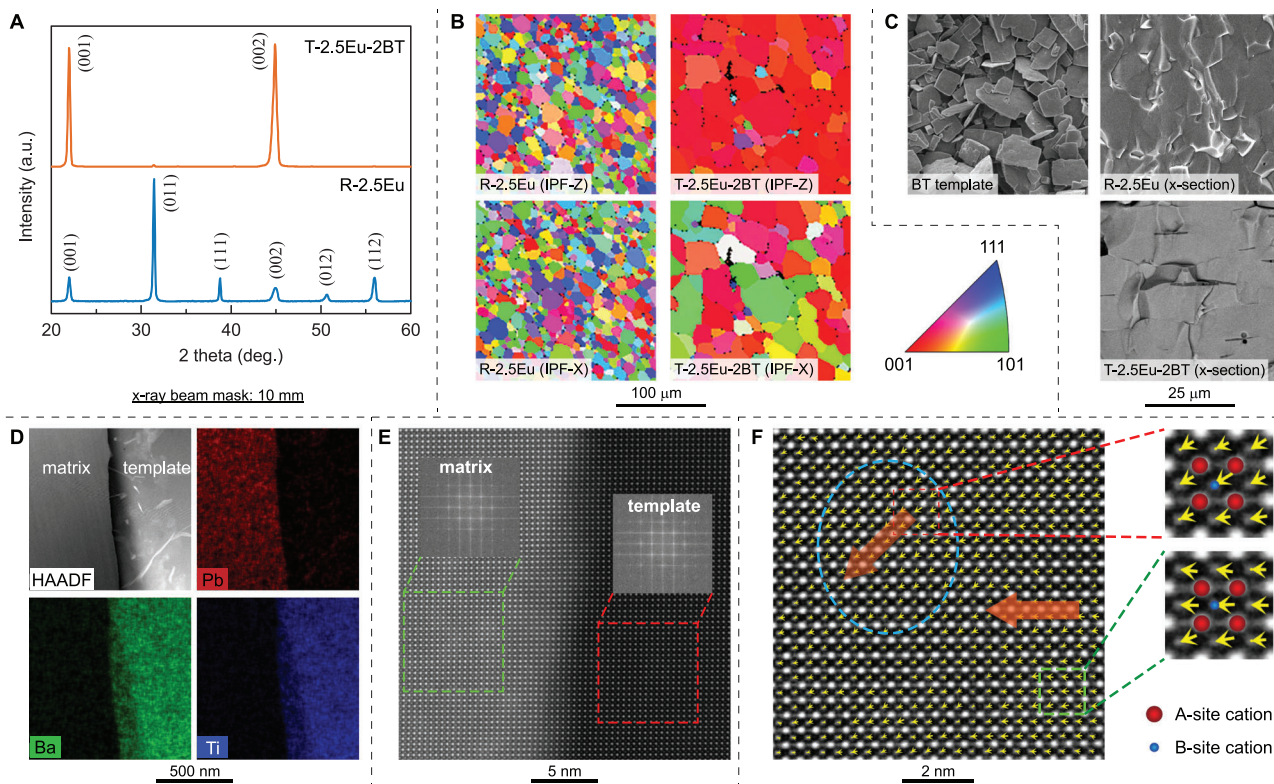 A
T-2.5Eu-2BT
(001)
(002)
R-2.5Eu
(001)
(011)
(111)
(002)
(012)
(112)
Intensity (a.u.)
20 30 40 50 60
2 theta (deg.)
x-ray beam mask: 10 mm
B
R-2.5Eu (IPF-Z)
T-2.5Eu-2BT (IPF-Z)
R-2.5Eu (IPF-X)
T-2.5Eu-2BT (IPF-X)
100 μm
111
001
101
C
BT template
R-2.5Eu (x-section)
T-2.5Eu-2BT (x-section)
25 μm
D
matrix
template
HAADF
Pb
Ba
Ti
500 nm
E
matrix
template
5 nm
F
2 nm
A-site cation
B-site cation